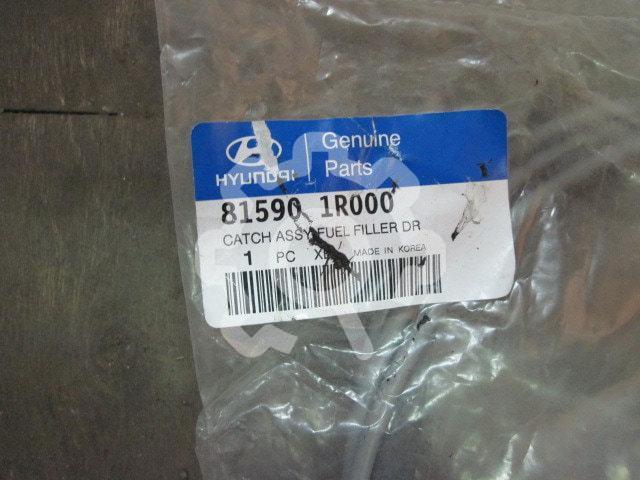 HYUNDAI
Genuine
Parts
81590 1R000
CATCH ASSY FUEL FILLER DR
1 PC MADE IN KOREA